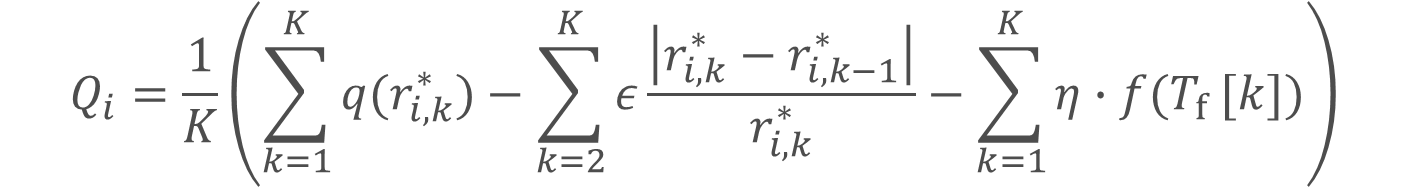 Q_i = \frac{1}{K} \left( \sum_{k=1}^{K} q(r_{i,k}^{*}) - \sum_{k=2}^{K} \epsilon \frac{|r_{i,k}^{*} - r_{i,k-1}^{*}|}{r_{i,k}^{*}} - \sum_{k=1}^{K} \eta \cdot f(T_{\mathrm{f}}[k]) \right)